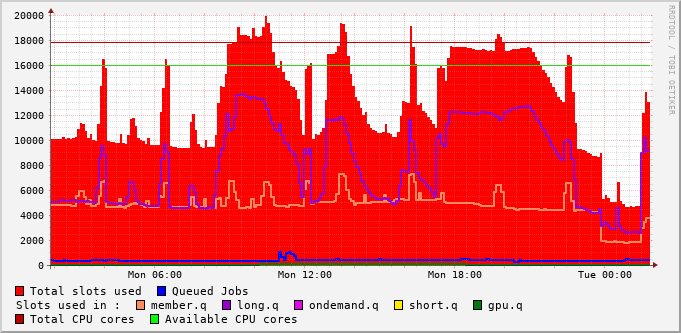 RRDTOOL / TOBI OETIKER
20000
18000
16000
14000
12000
10000
8000
6000
4000
2000
0
Mon 06:00 Mon 12:00 Mon 18:00 Tue 00:00
Total slots used Queued Jobs
Slots used in : member.q long.q ondemand.q short.q gpu.q
Total CPU cores Available CPU cores